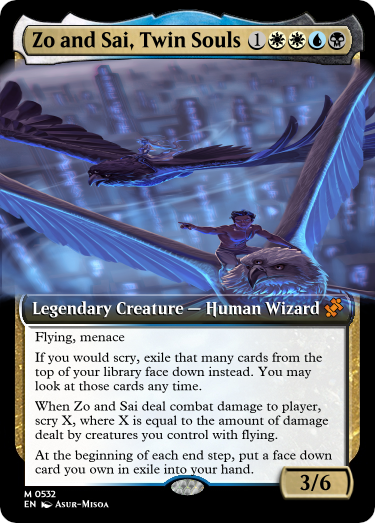 Zo and Sai, Twin Souls 1
Legendary Creature — Human Wizard
Flying, menace
If you would scry, exile that many cards from the
top of your library face down instead. You may
look at those cards any time.
When Zo and Sai deal combat damage to player,
scry X, where X is equal to the amount of damage
dealt by creatures you control with flying.
At the beginning of each end step, put a face down
card you own in exile into your hand.
3/6
M 0532
EN Asur-Misoa